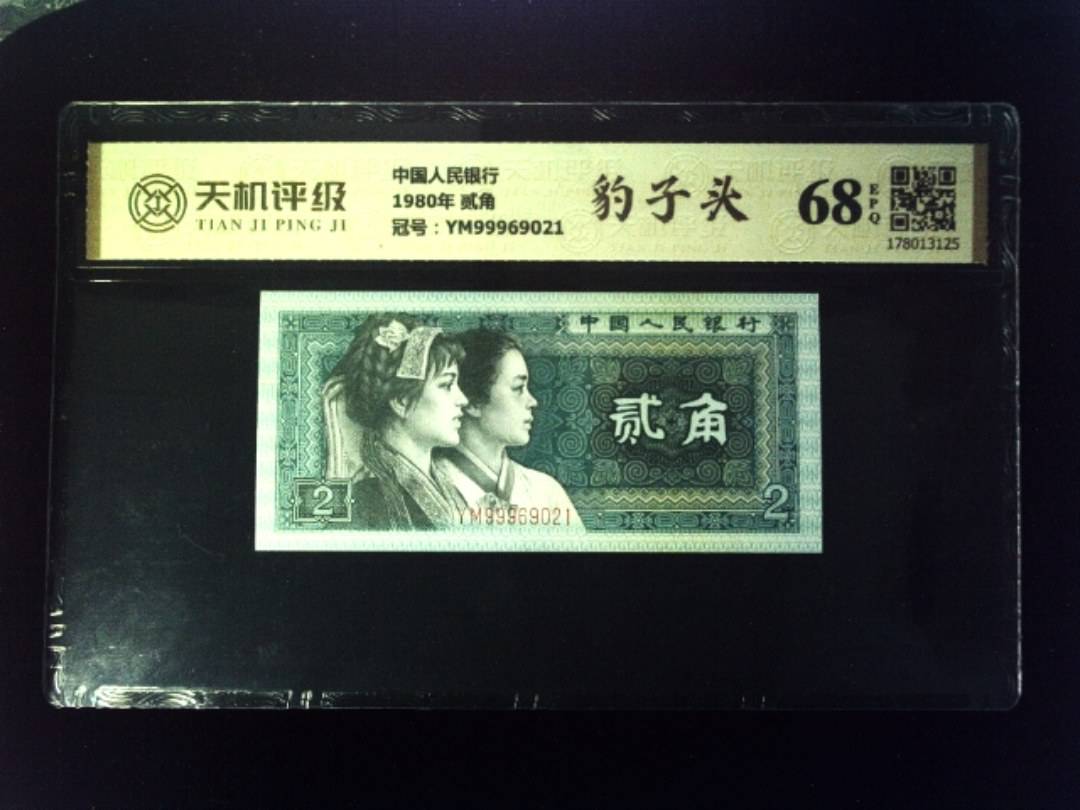 天机评级
TIAN JI PING JI
中国人民银行
1980年 贰角
冠号：YM99969021
豹子头
68
EPQ
178013125
中国人民银行
贰角
2
YM99969021
2